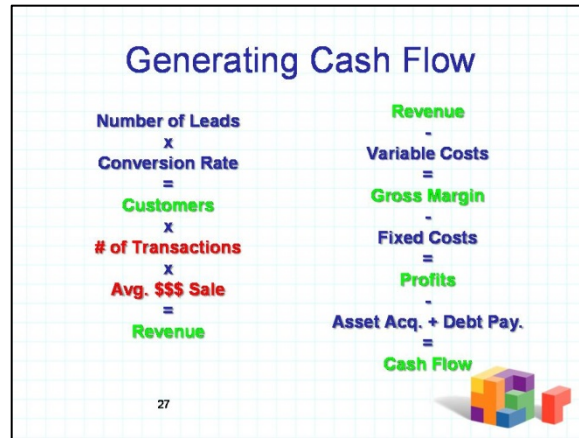 Generating Cash Flow
Number of Leads
x
Conversion Rate
=
Customers
x
# of Transactions
x
Avg. $$$ Sale
=
Revenue
Revenue
-
Variable Costs
=
Gross Margin
-
Fixed Costs
=
Profits
-
Asset Acq. + Debt Pay.
=
Cash Flow
27